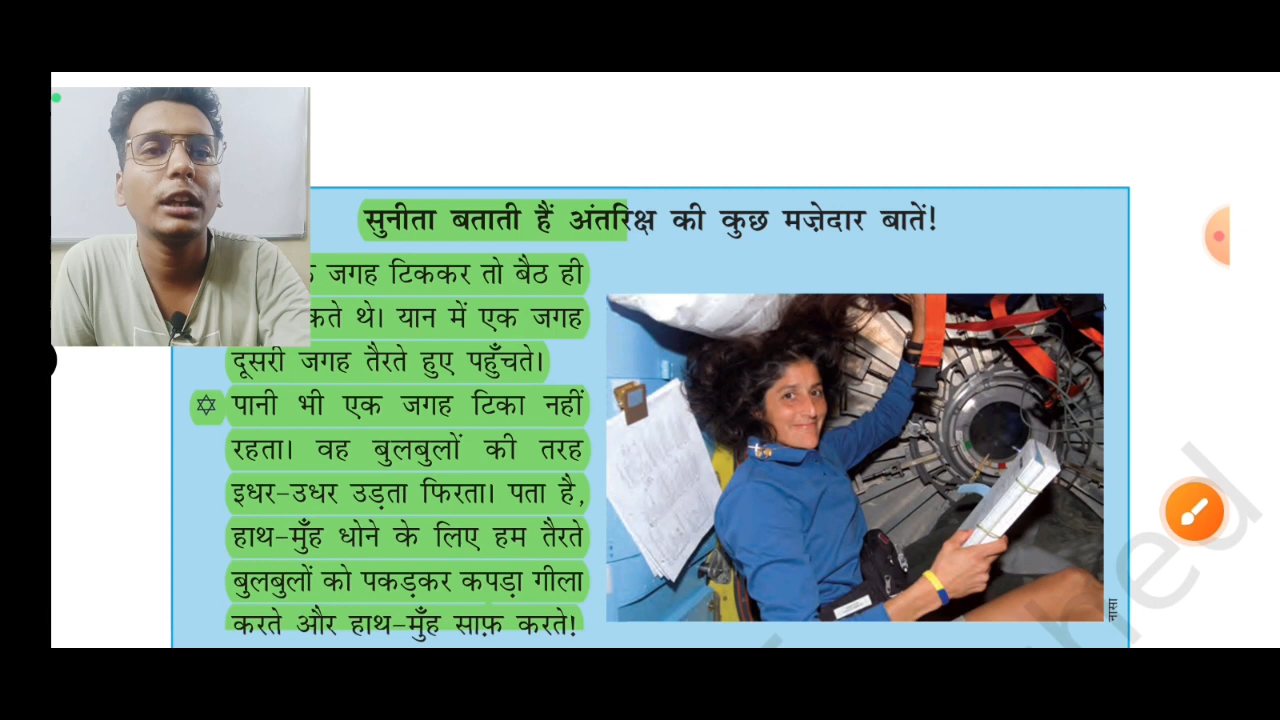 सुनीता बताती हैं अंतरिक्ष की कुछ मज़ेदार बातें!
जगह टिककर तो बैठ ही
थे। यान में एक जगह
दूसरी जगह तैरते हुए पहुँचते।
पानी भी एक जगह टिका नहीं
रहता। वह बुलबुलों की तरह
इधर-उधर उड़ता फिरता। पता है,
हाथ-मुँह धोने के लिए हम तैरते
बुलबुलों को पकड़कर कपड़ा गीला
करते और हाथ-मुँह साफ़ करते!
नासा